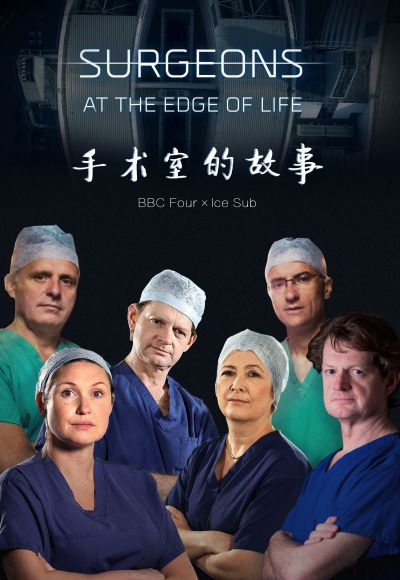 SURGEONS
AT THE EDGE OF LIFE
手术室的故事
BBC Four × Ice Sub